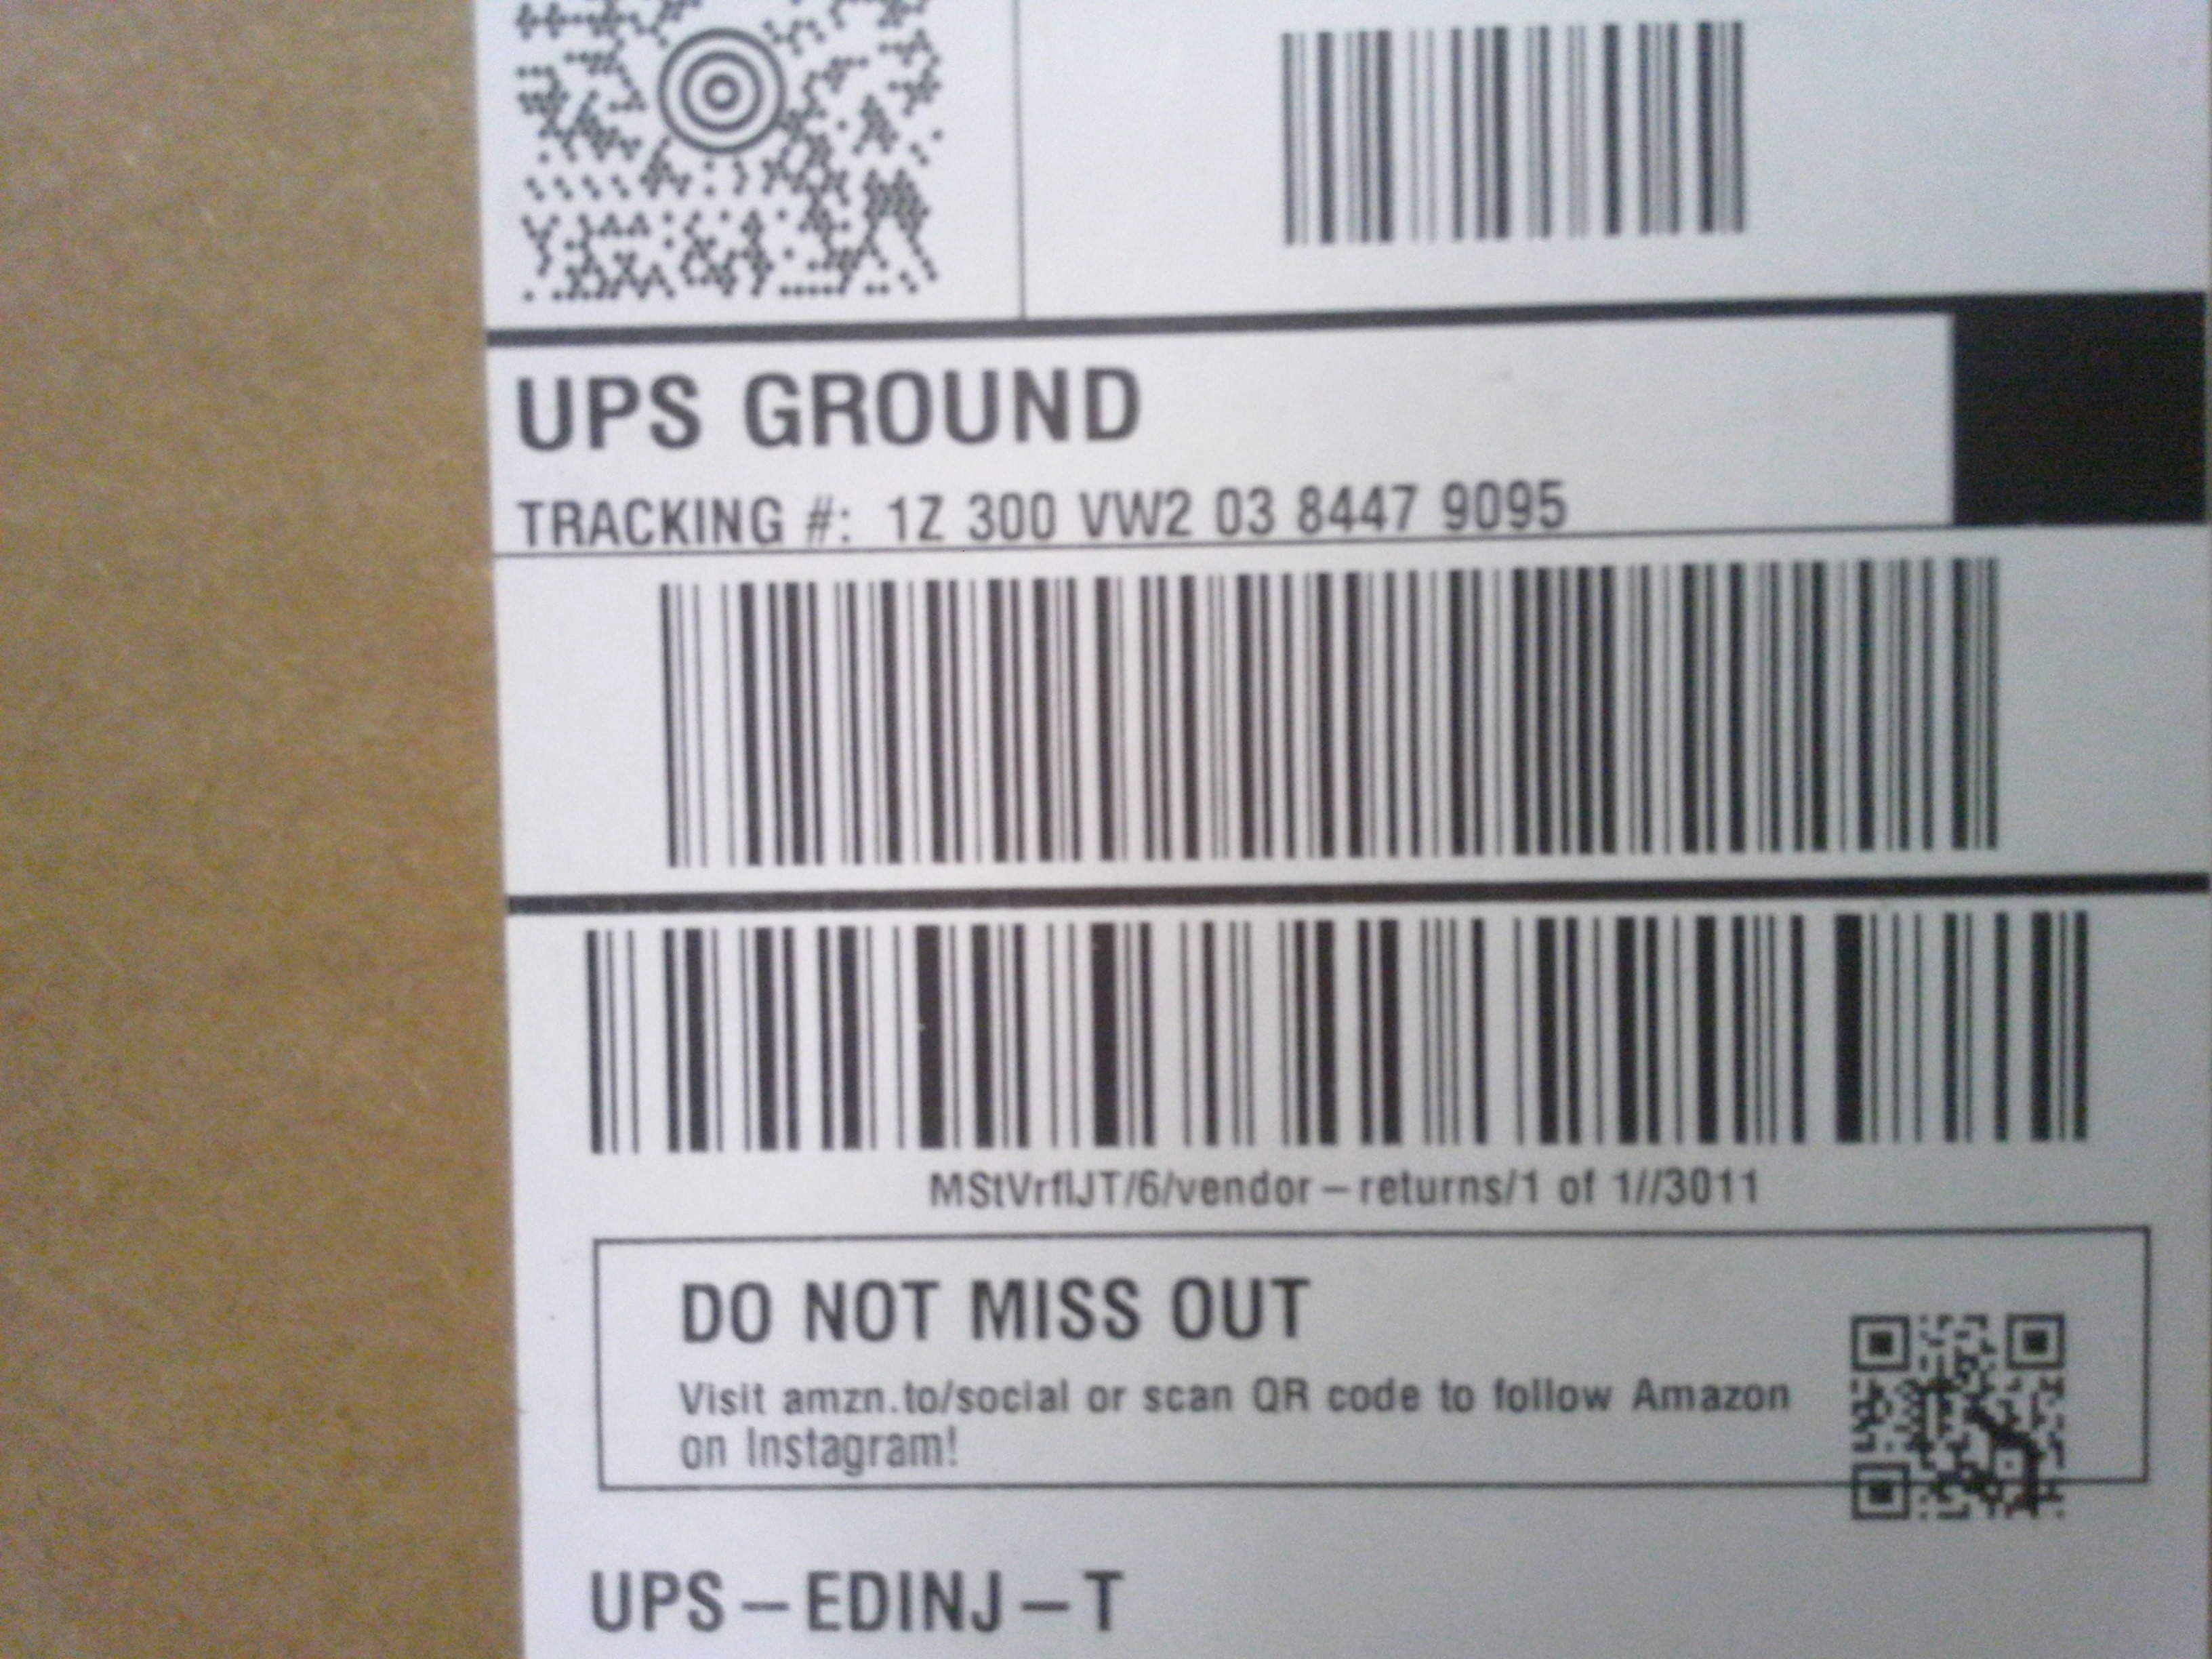 UPS GROUND
TRACKING #: 1Z 300 VW2 03 8447 9095
MStVrflJT/6/vendor-returns/1 of 1//3011
DO NOT MISS OUT
Visit amzn.to/social or scan QR code to follow Amazon
on Instagram!
UPS-EDINJ-T